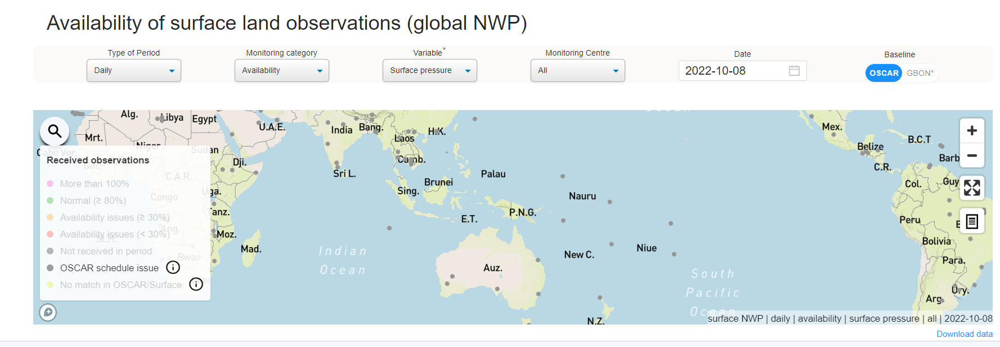 Availability of surface land observations (global NWP)
Type of Period
Monitoring category
Variable*
Monitoring Centre
Date
Baseline
Daily
Availability
Surface pressure
All
2022-10-08
OSCAR
GBON*
Alg.
Libya
Egypt
U.A.E.
India
Bang.
H.K.
Laos
Mex.
Mrt.
Niger
Sudan
Belize
B.C.T
Cabo Ver.
Dji.
Camb.
Barb
C.R.
Sri L.
Palau
Brunei
Sing.
Nauru
Col.
Guy
Received observations
More than 100%
Normal (≥ 80%)
Availability issues (≥ 30%)
Availability issues (< 30%)
Not received in period
OSCAR schedule issue
No match in OSCAR/Surface
C.A.R.
Uga.
Congo
Tanz.
Ang.
St.H.
Bwa.
Moz.
Mad.
E.T.
P.N.G.
Peru
Bolivia
Indian
Ocean
Auz.
New C.
Niue
Para.
South
Pacific
Ocean
Ury.
Arg.
N.Z.
surface NWP | daily | availability | surface pressure | all | 2022-10-08
Download data